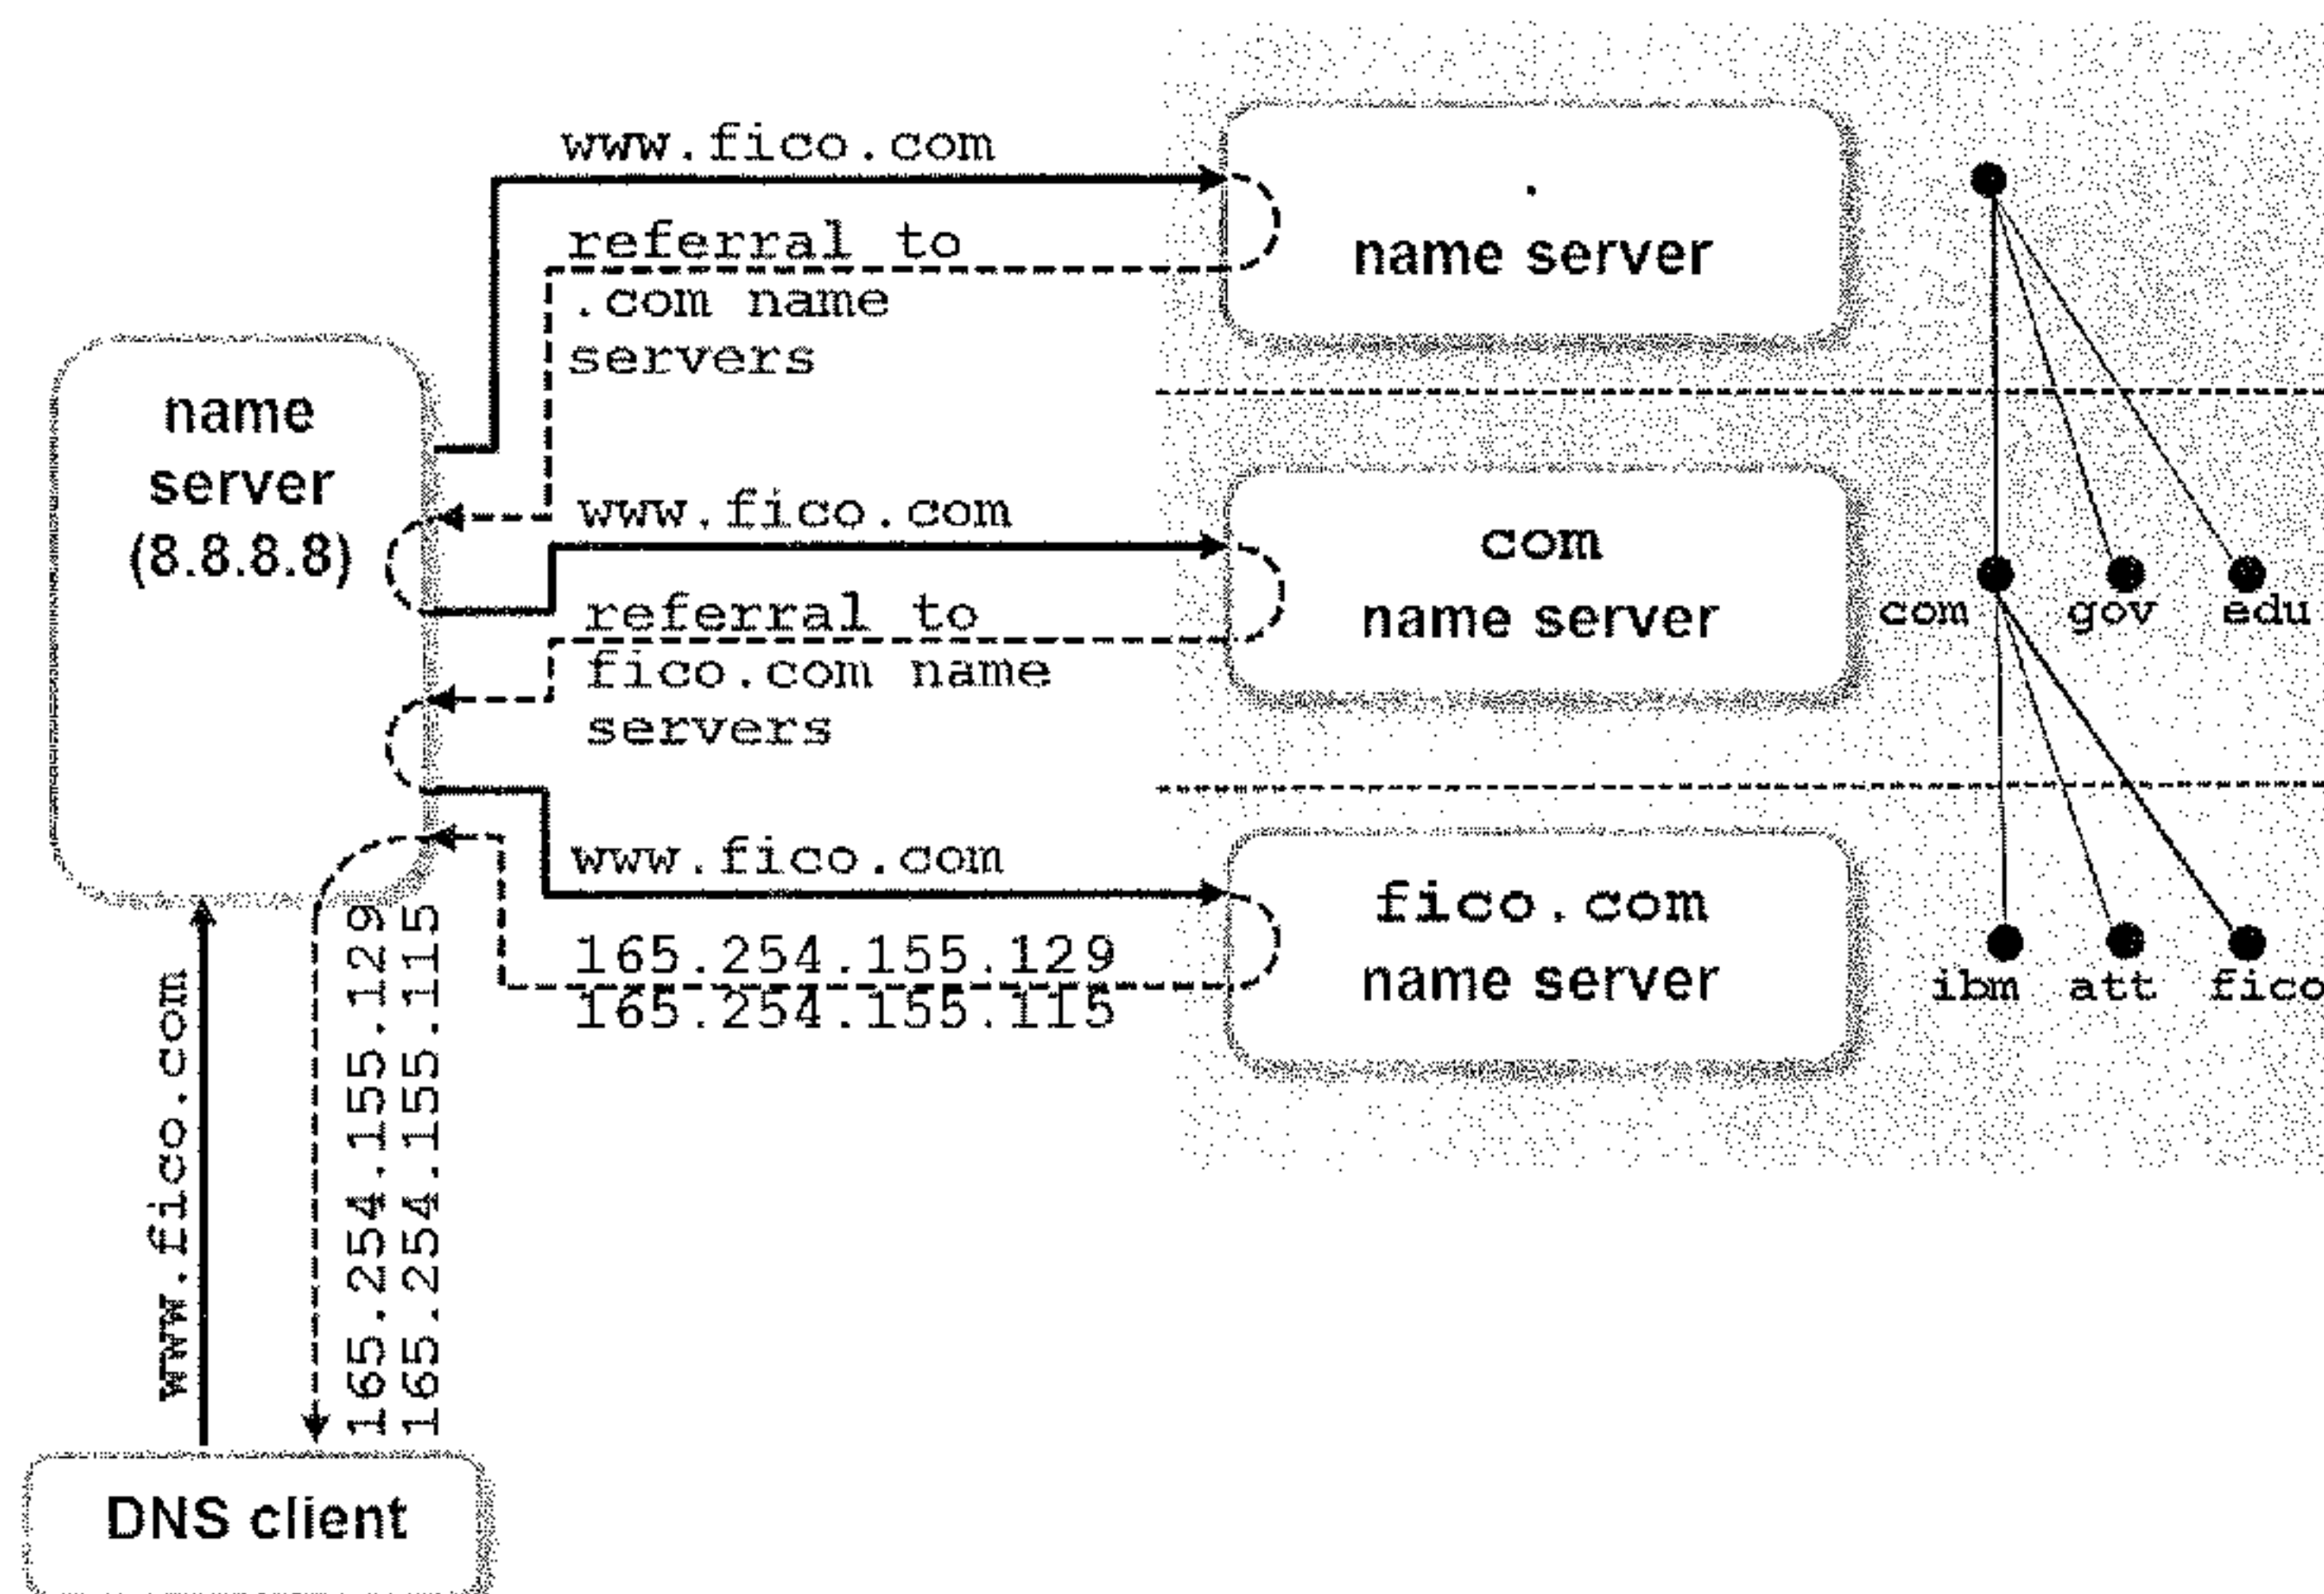 www.fico.com
referral to
.com name
servers
.
name server
name
server
(8.8.8.8)
www.fico.com
referral to
fico.com name
servers
com
name server
com
gov
edu
www.fico.com
165.254.155.129
165.254.155.115
fico.com
name server
ibm
att
fico
www.fico.com
165.254.155.129
165.254.155.115
DNS client